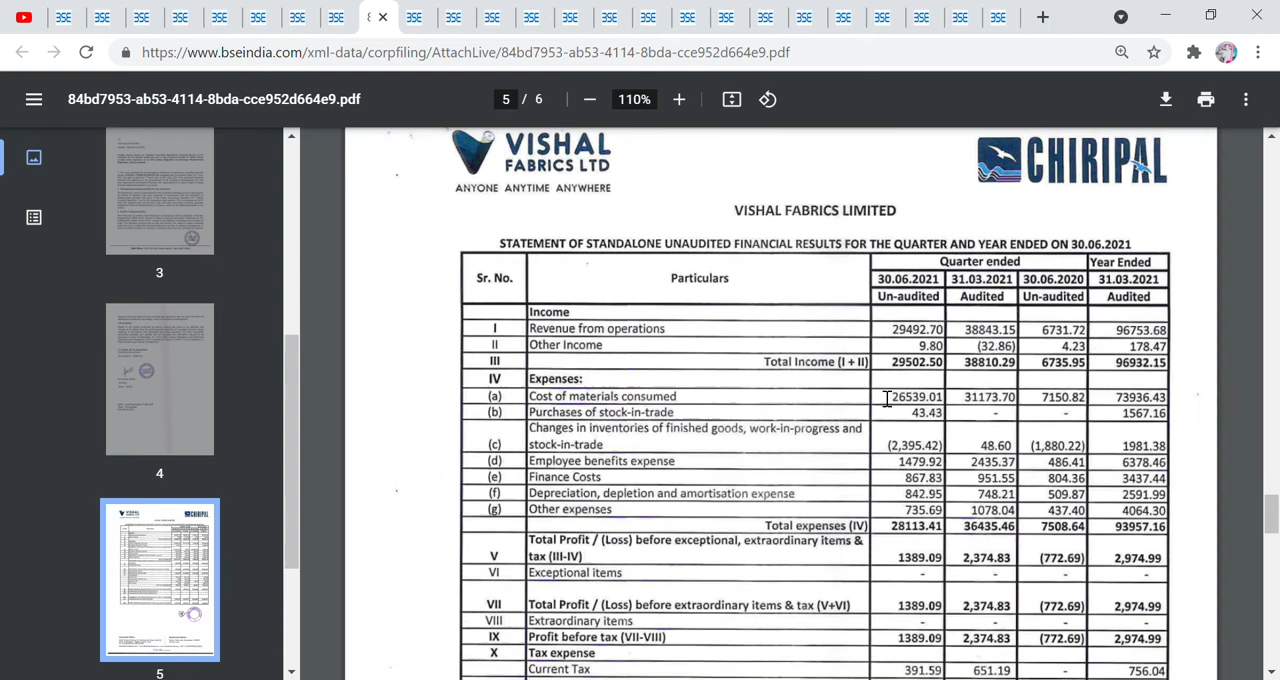 https://www.bseindia.com/xml-data/corpfiling/AttachLive/84bd7953-ab53-4114-8bda-cce952d664e9.pdf
84bd7953-ab53-4114-8bda-cce952d664e9.pdf 5 / 6 110%
3
4
5
VISHAL FABRICS LTD
ANYONE ANYTIME ANYWHERE
CHIRIPAL
VISHAL FABRICS LIMITED
STATEMENT OF STANDALONE UNAUDITED FINANCIAL RESULTS FOR THE QUARTER AND YEAR ENDED ON 30.06.2021
Sr. No. Particulars Quarter ended Year Ended
30.06.2021 31.03.2021 30.06.2020 31.03.2021
Un-audited Audited Un-audited Audited
Income
I Revenue from operations 29492.70 38843.15 6731.72 96753.68
II Other Income 9.80 (32.86) 4.23 178.47
III Total Income (I + II) 29502.50 38810.29 6735.95 96932.15
IV Expenses:
(a) Cost of materials consumed 26539.01 31173.70 7150.82 73936.43
(b) Purchases of stock-in-trade 43.43 - - 1567.16
Changes in inventories of finished goods, work-in-progress and
(c) stock-in-trade (2,395.42) 48.60 (1,880.22) 1981.38
(d) Employee benefits expense 1479.92 2435.37 486.41 6378.46
(e) Finance Costs 867.83 951.55 804.36 3437.44
(f) Depreciation, depletion and amortisation expense 842.95 748.21 509.87 2591.99
(g) Other expenses 735.69 1078.04 437.40 4064.30
Total expenses (IV) 28113.41 36435.46 7508.64 93957.16
Total Profit / (Loss) before exceptional, extraordinary items &
V tax (III-IV) 1389.09 2,374.83 (772.69) 2,974.99
VI Exceptional items - - - -
VII Total Profit / (Loss) before extraordinary items & tax (V+VI) 1389.09 2,374.83 (772.69) 2,974.99
VIII Extraordinary items - - - -
IX Profit before tax (VII-VIII) 1389.09 2,374.83 (772.69) 2,974.99
X Tax expense
Current Tax 391.59 651.19 - 756.04